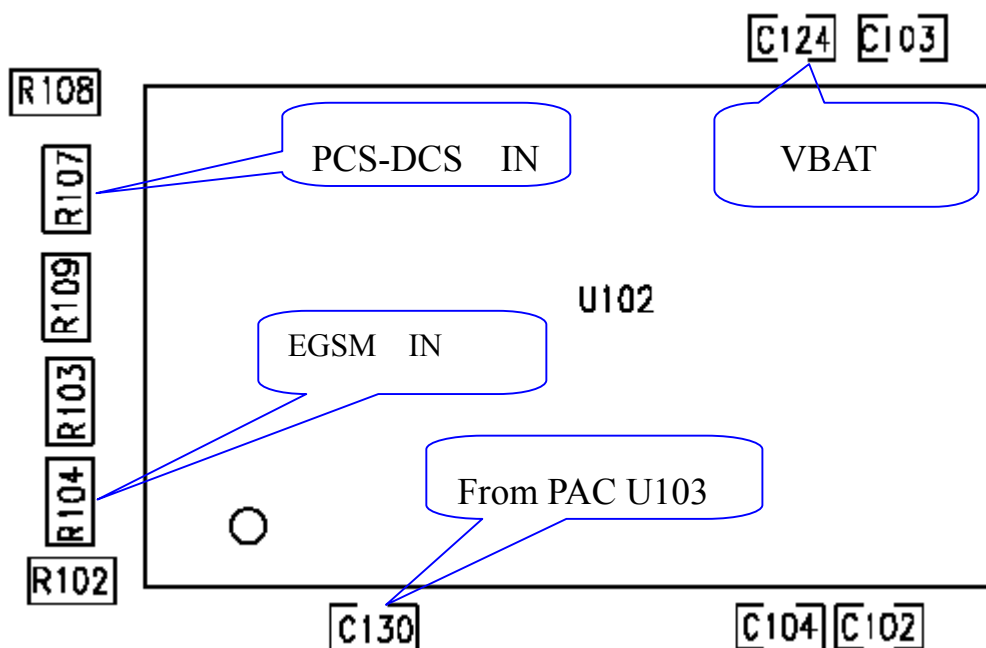 C124 C103
R108
PCS-DCS IN
VBAT
R107
R109
U102
EGSM IN
R103
From PAC U103
R104
R102
C130
C104 C102